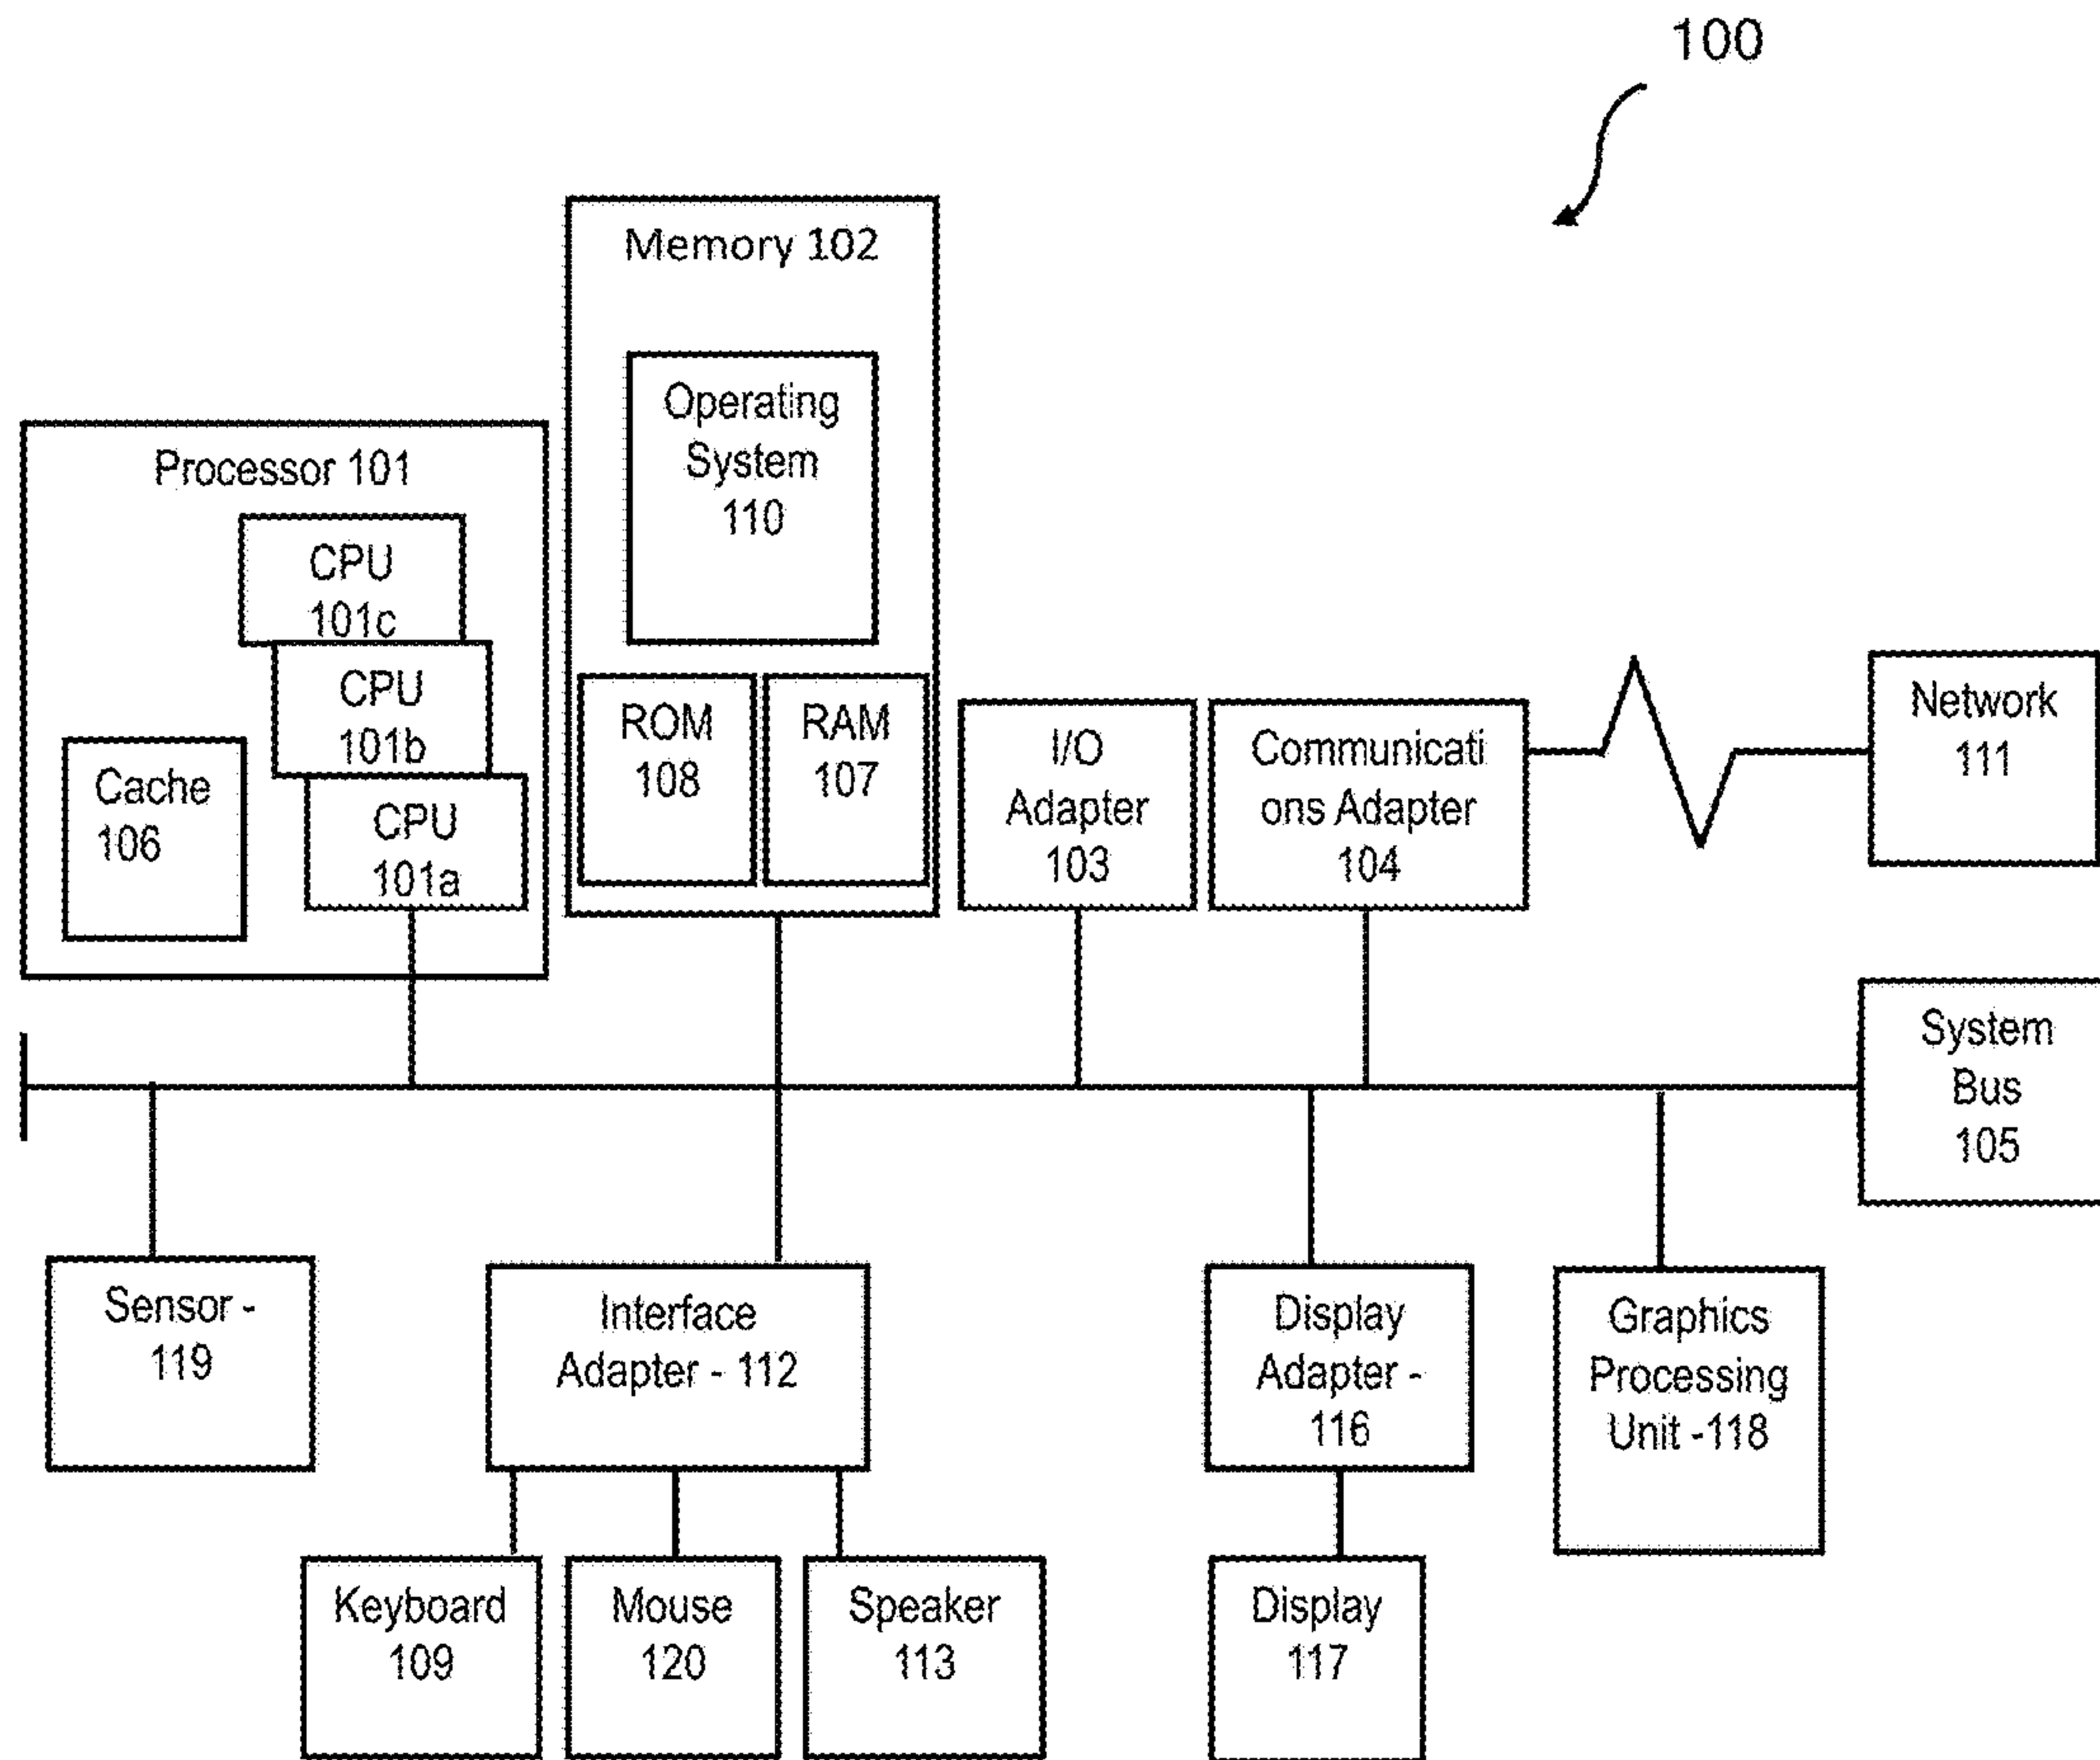 100
Memory 102
Operating
System
110
Processor 101
CPU
101c
CPU
101b
CPU
101a
Cache
106
ROM
108
RAM
107
I/O
Adapter
103
Communicati
ons Adapter
104
Network
111
System
Bus
105
Sensor -
119
Interface
Adapter - 112
Display
Adapter -
116
Graphics
Processing
Unit -118
Keyboard
109
Mouse
120
Speaker
113
Display
117